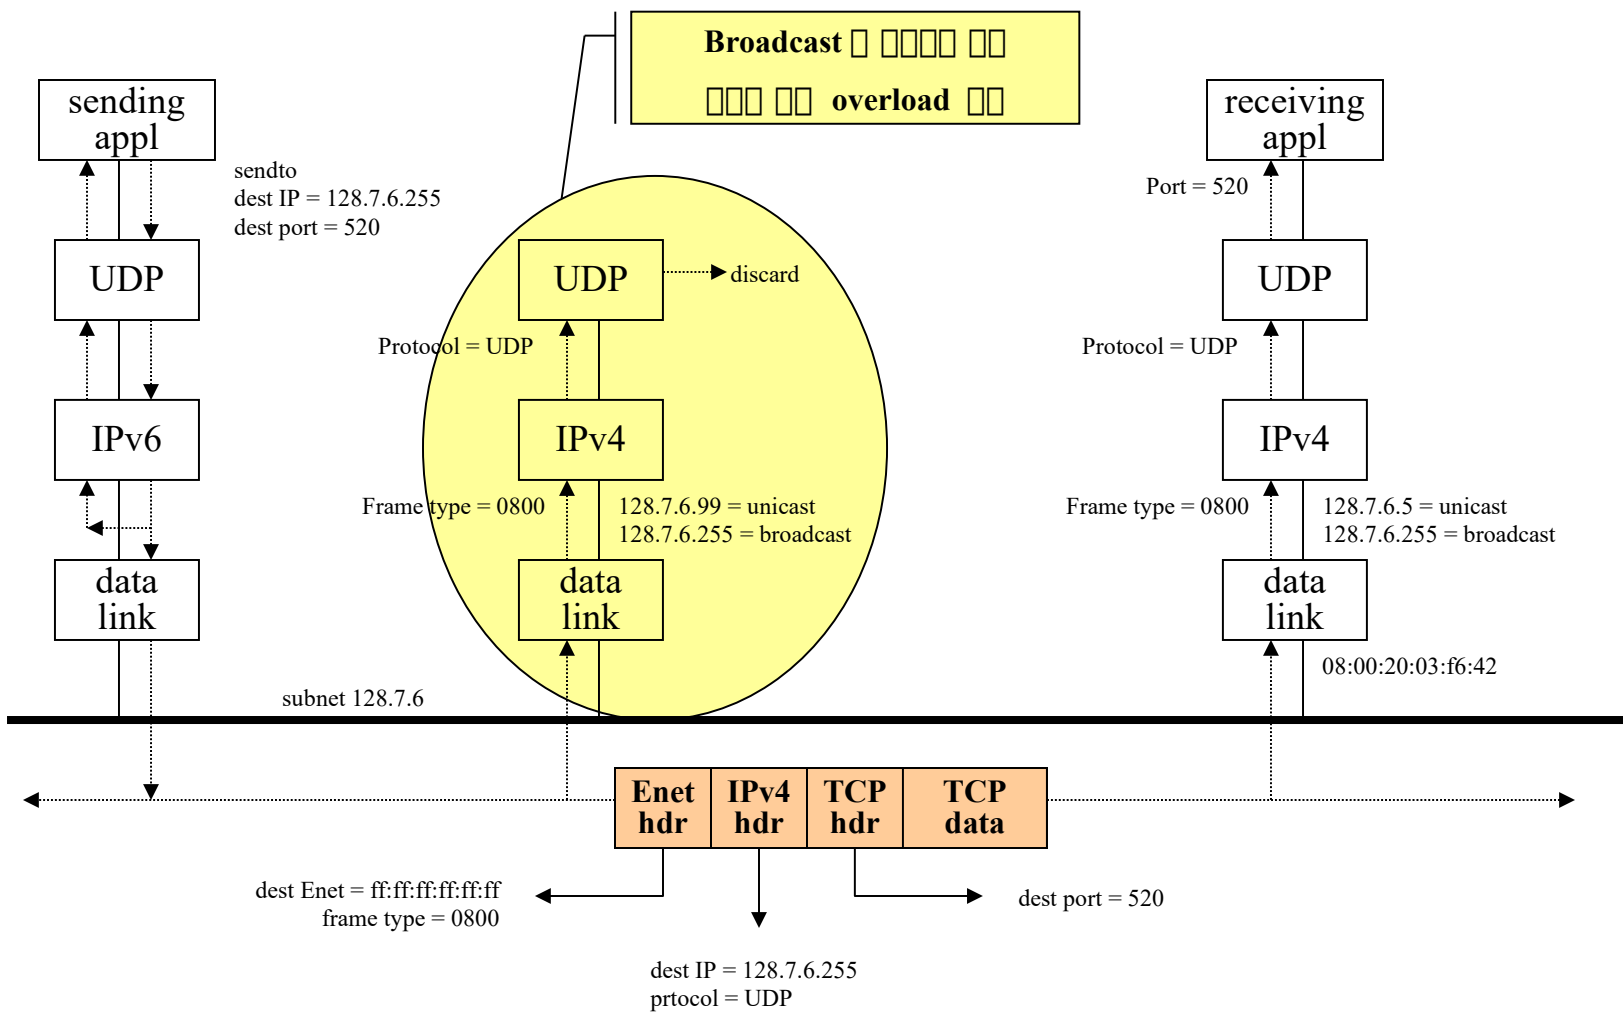 Broadcast
overload
sending
appl
receiving
appl
sendto
dest IP = 128.7.6.255
dest port = 520
Port = 520
UDP
UDP
discard
UDP
Protocol = UDP
Protocol = UDP
IPv6
IPv4
IPv4
Frame type = 0800
128.7.6.99 = unicast
128.7.6.255 = broadcast
Frame type = 0800
128.7.6.5 = unicast
128.7.6.255 = broadcast
data
link
data
link
data
link
08:00:20:03:f6:42
subnet 128.7.6
Enet
hdr
IPv4
hdr
TCP
hdr
TCP
data
dest Enet = ff:ff:ff:ff:ff:ff
frame type = 0800
dest port = 520
dest IP = 128.7.6.255
prtocol = UDP